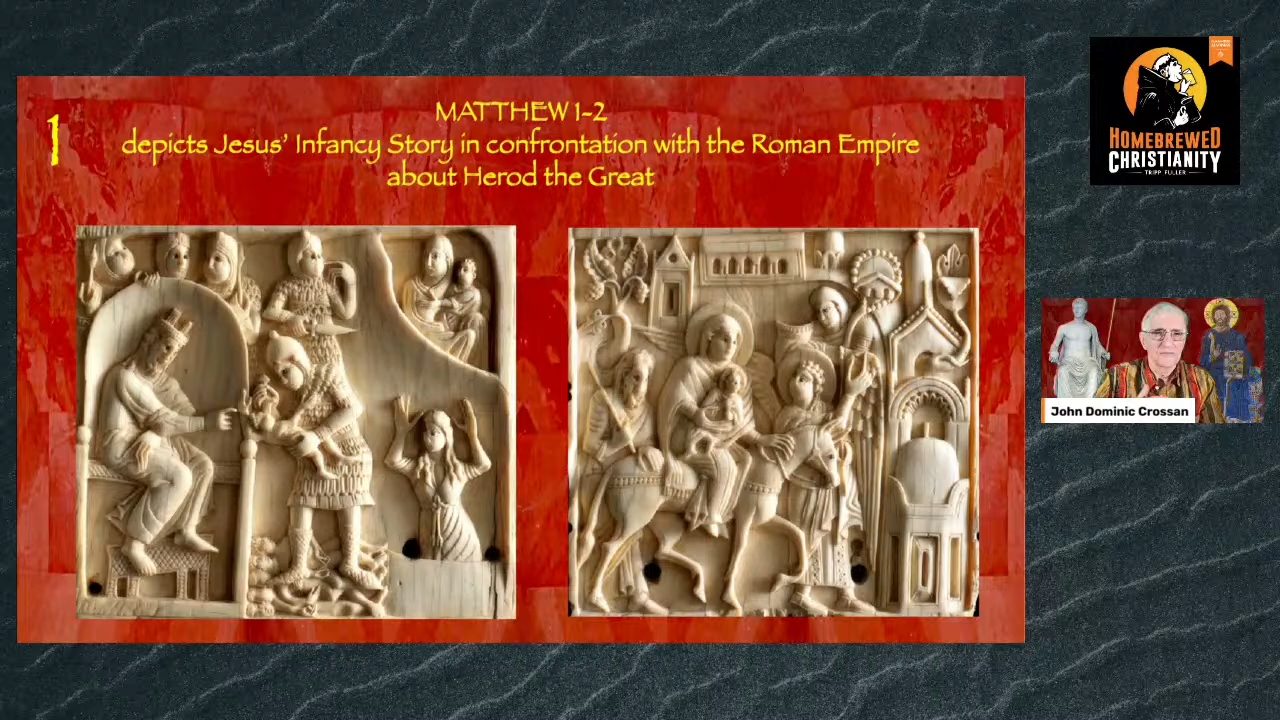 1
MATTHEW 1-2
depicts Jesus’ Infancy Story in confrontation with the Roman Empire
about Herod the Great
HOMEBREWED
CHRISTIANITY
TRIPP FULLER
John Dominic Crossan